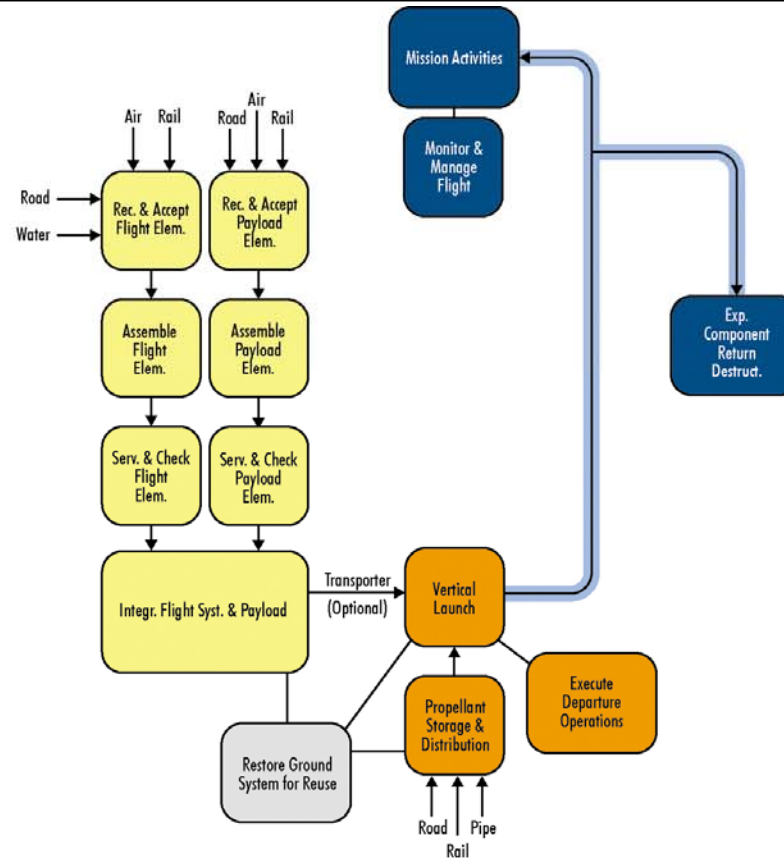 Mission Activities
Monitor &
Manage
Flight
Air
Rail
Road
Air
Rail
Road
Water
Rec. & Accept
Flight Elem.
Rec. & Accept
Payload
Elem.
Assemble
Flight
Elem.
Assemble
Payload
Elem.
Exp.
Component
Return
Destruct.
Serv. & Check
Flight
Elem.
Serv. & Check
Payload
Elem.
Integr. Flight Syst. & Payload
Transporter
(Optional)
Vertical
Launch
Propellant
Storage &
Distribution
Execute
Departure
Operations
Restore Ground
System for Reuse
Road
Rail
Pipe